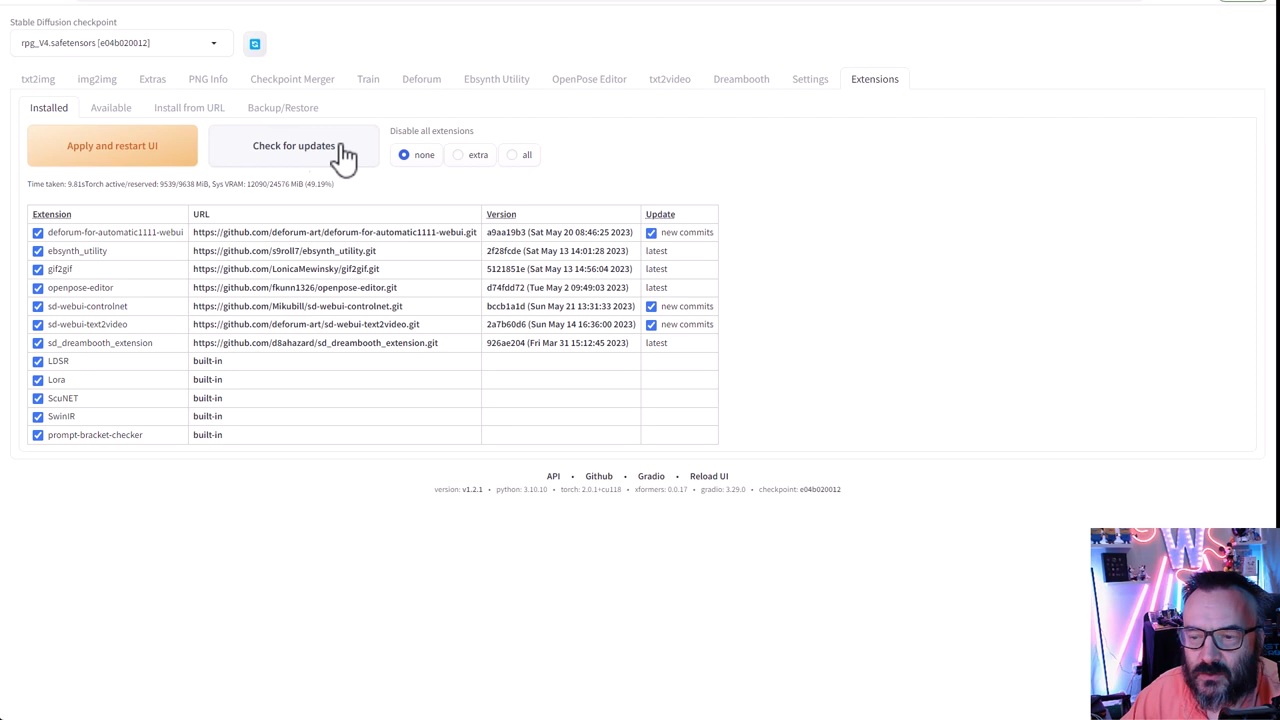 Stable Diffusion checkpoint
rpg_V4.safetensors [e04b020012]
txt2img img2img Extras PNG Info Checkpoint Merger Train Deforum Ebsynth Utility OpenPose Editor txt2video Dreambooth Settings Extensions
Installed Available Install from URL Backup/Restore
Apply and restart UI Check for updates Disable all extensions
none extra all
Time taken: 9.81sTorch active/reserved: 9539/9638 MiB, Sys VRAM: 12090/24576 MiB (49.19%)
Extension URL Version Update
deforum-for-automatic1111-webui https://github.com/deforum-art/deforum-for-automatic1111-webui.git a9aa19b3 (Sat May 20 08:46:25 2023) new commits
ebsynth_utility https://github.com/s9roll7/ebsynth_utility.git 2f28fcde (Sat May 13 14:01:28 2023) latest
gif2gif https://github.com/LonicaMewinsky/gif2gif.git 5121851e (Sat May 13 14:56:04 2023) latest
openpose-editor https://github.com/fkunn1326/openpose-editor.git d74fdd72 (Tue May 2 09:49:03 2023) latest
sd-webui-controlnet https://github.com/Mikubill/sd-webui-controlnet.git bccb1a1d (Sun May 21 13:31:33 2023) new commits
sd-webui-text2video https://github.com/deforum-art/sd-webui-text2video.git 2a7b60d6 (Sun May 14 16:36:00 2023) new commits
sd_dreambooth_extension https://github.com/d8ahazard/sd_dreambooth_extension.git 926ae204 (Fri Mar 31 15:12:45 2023) latest
LDSR built-in
Lora built-in
ScuNET built-in
SwinIR built-in
prompt-bracket-checker built-in
API • Github • Gradio • Reload UI
version: v1.2.1 • python: 3.10.10 • torch: 2.0.1+cu118 • xformers: 0.0.17 • gradio: 3.29.0 • checkpoint: e04b020012